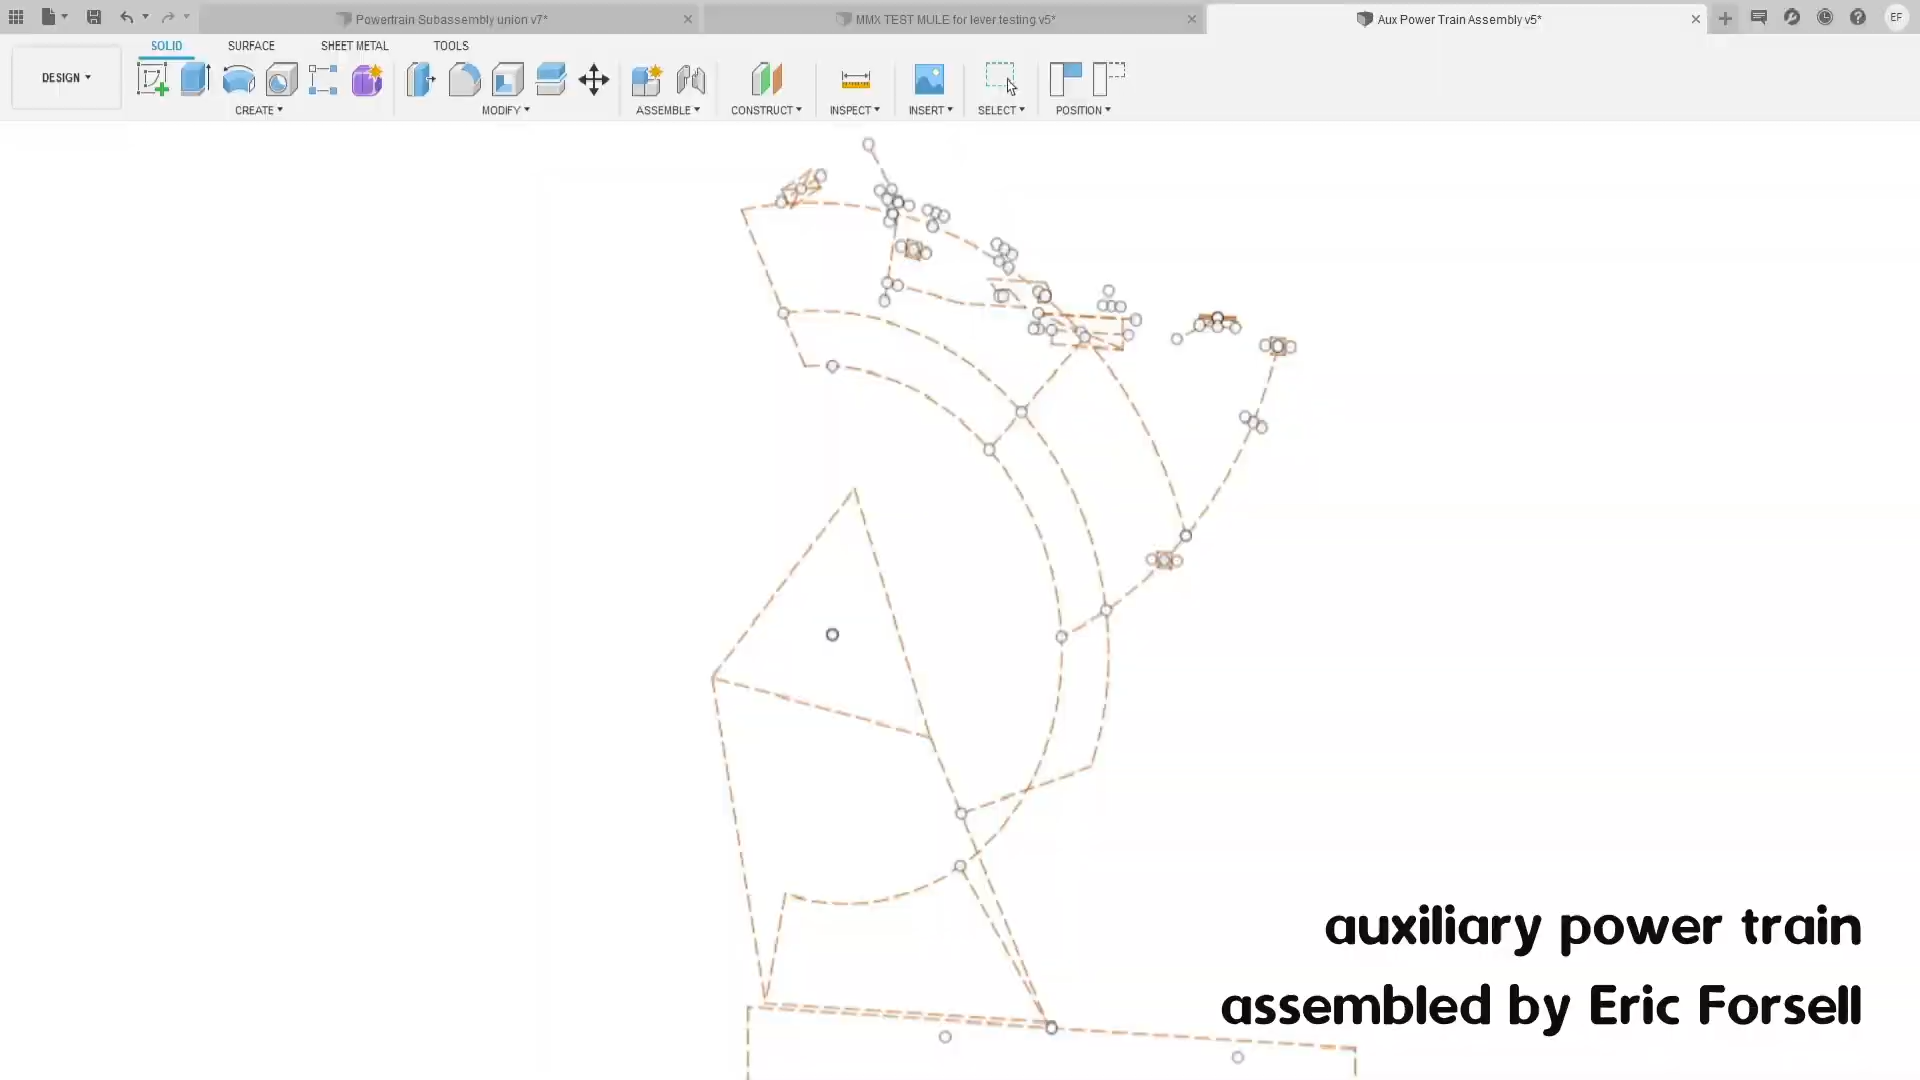 Powertrain Subassembly union v7*
MMX TEST MULE for lever testing v5*
Aux Power Train Assembly v5*
EF
SOLID
SURFACE
SHEET METAL
TOOLS
DESIGN
CREATE
MODIFY
ASSEMBLE
CONSTRUCT
INSPECT
INSERT
SELECT
POSITION
auxiliary power train
assembled by Eric Forsell